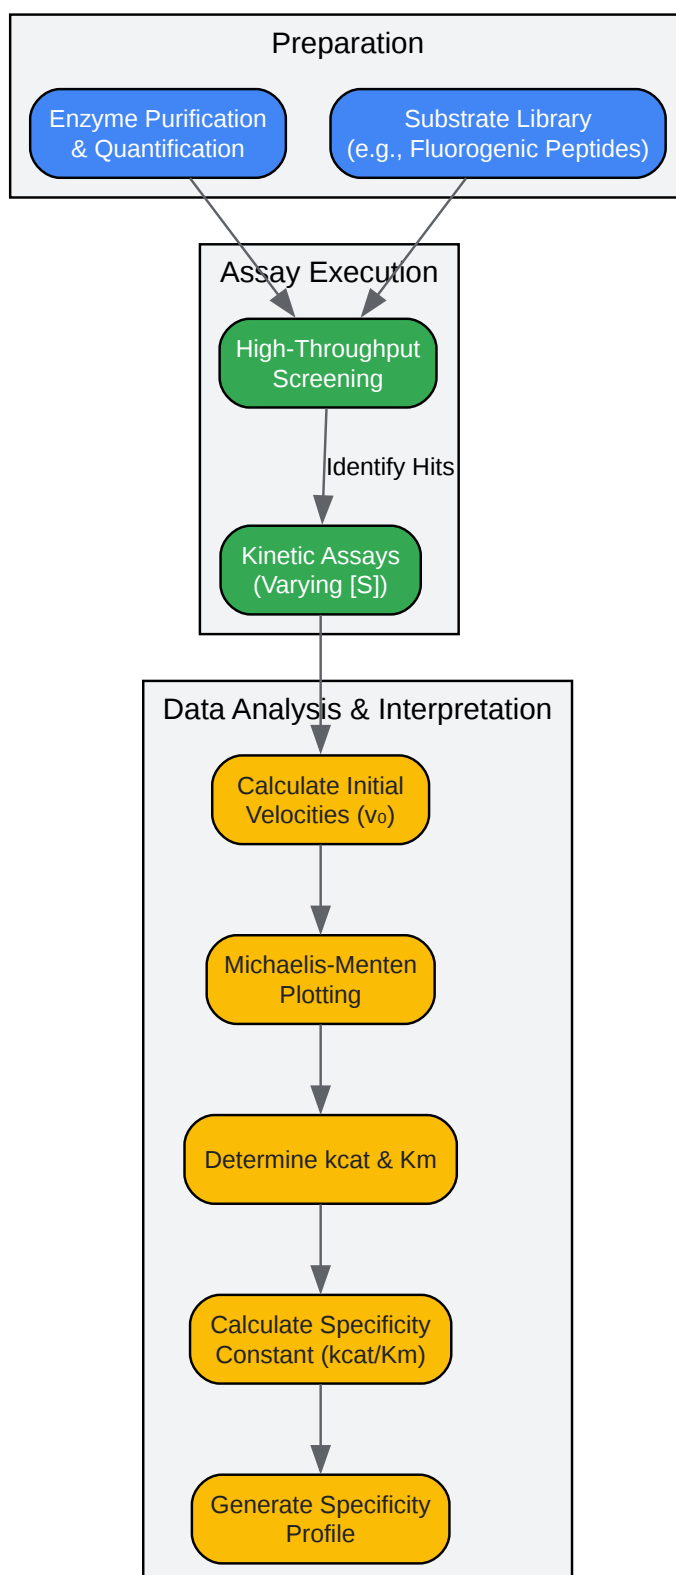 Preparation
Enzyme Purification
& Quantification
Substrate Library
(e.g., Fluorogenic Peptides)
Assay Execution
High-Throughput
Screening
Identify Hits
Kinetic Assays
(Varying [S])
Data Analysis & Interpretation
Calculate Initial
Velocities (v₀)
Michaelis-Menten
Plotting
Determine kcat & Km
Calculate Specificity
Constant (kcat/Km)
Generate Specificity
Profile